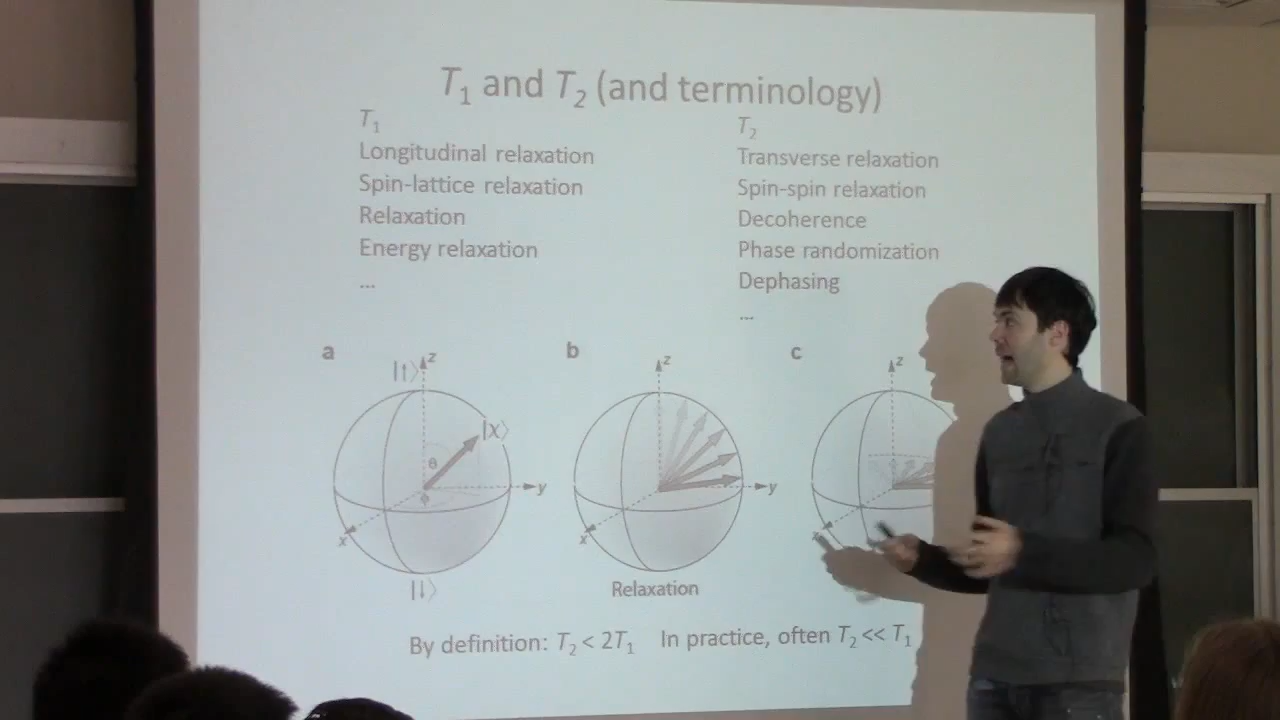 T₁ and T₂ (and terminology)
T₁
Longitudinal relaxation
Spin-lattice relaxation
Relaxation
Energy relaxation
...
T₂
Transverse relaxation
Spin-spin relaxation
Decoherence
Phase randomization
Dephasing
...
a
z
|↑⟩
|χ⟩
θ
ϕ
y
x
|↓⟩
b
z
y
x
Relaxation
c
z
x
By definition: T₂ < 2T₁ In practice, often T₂ << T₁